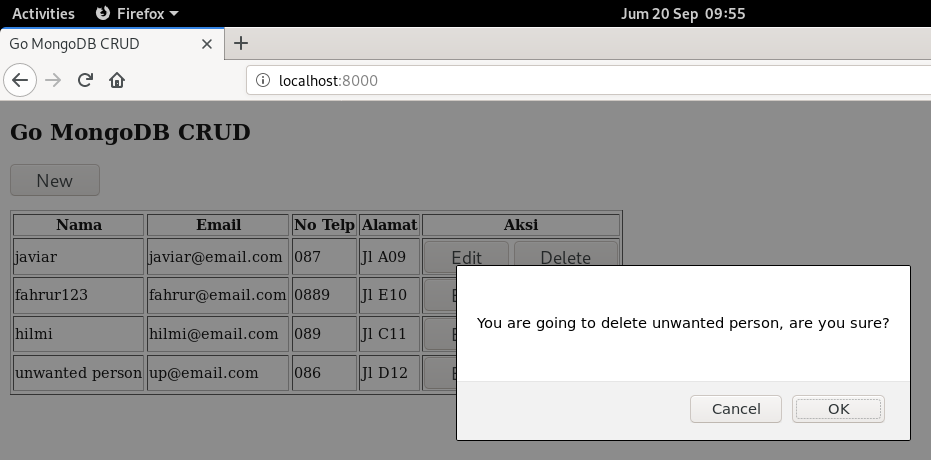 Activities Firefox Jum 20 Sep 09:55
Go MongoDB CRUD
localhost:8000
Go MongoDB CRUD
New
Nama Email No Telp Alamat Aksi
javiar javiar@email.com 087 Jl A09 Edit Delete
fahrur123 fahrur@email.com 0889 Jl E10
hilmi hilmi@email.com 089 Jl C11
unwanted person up@email.com 086 Jl D12
You are going to delete unwanted person, are you sure?
Cancel OK